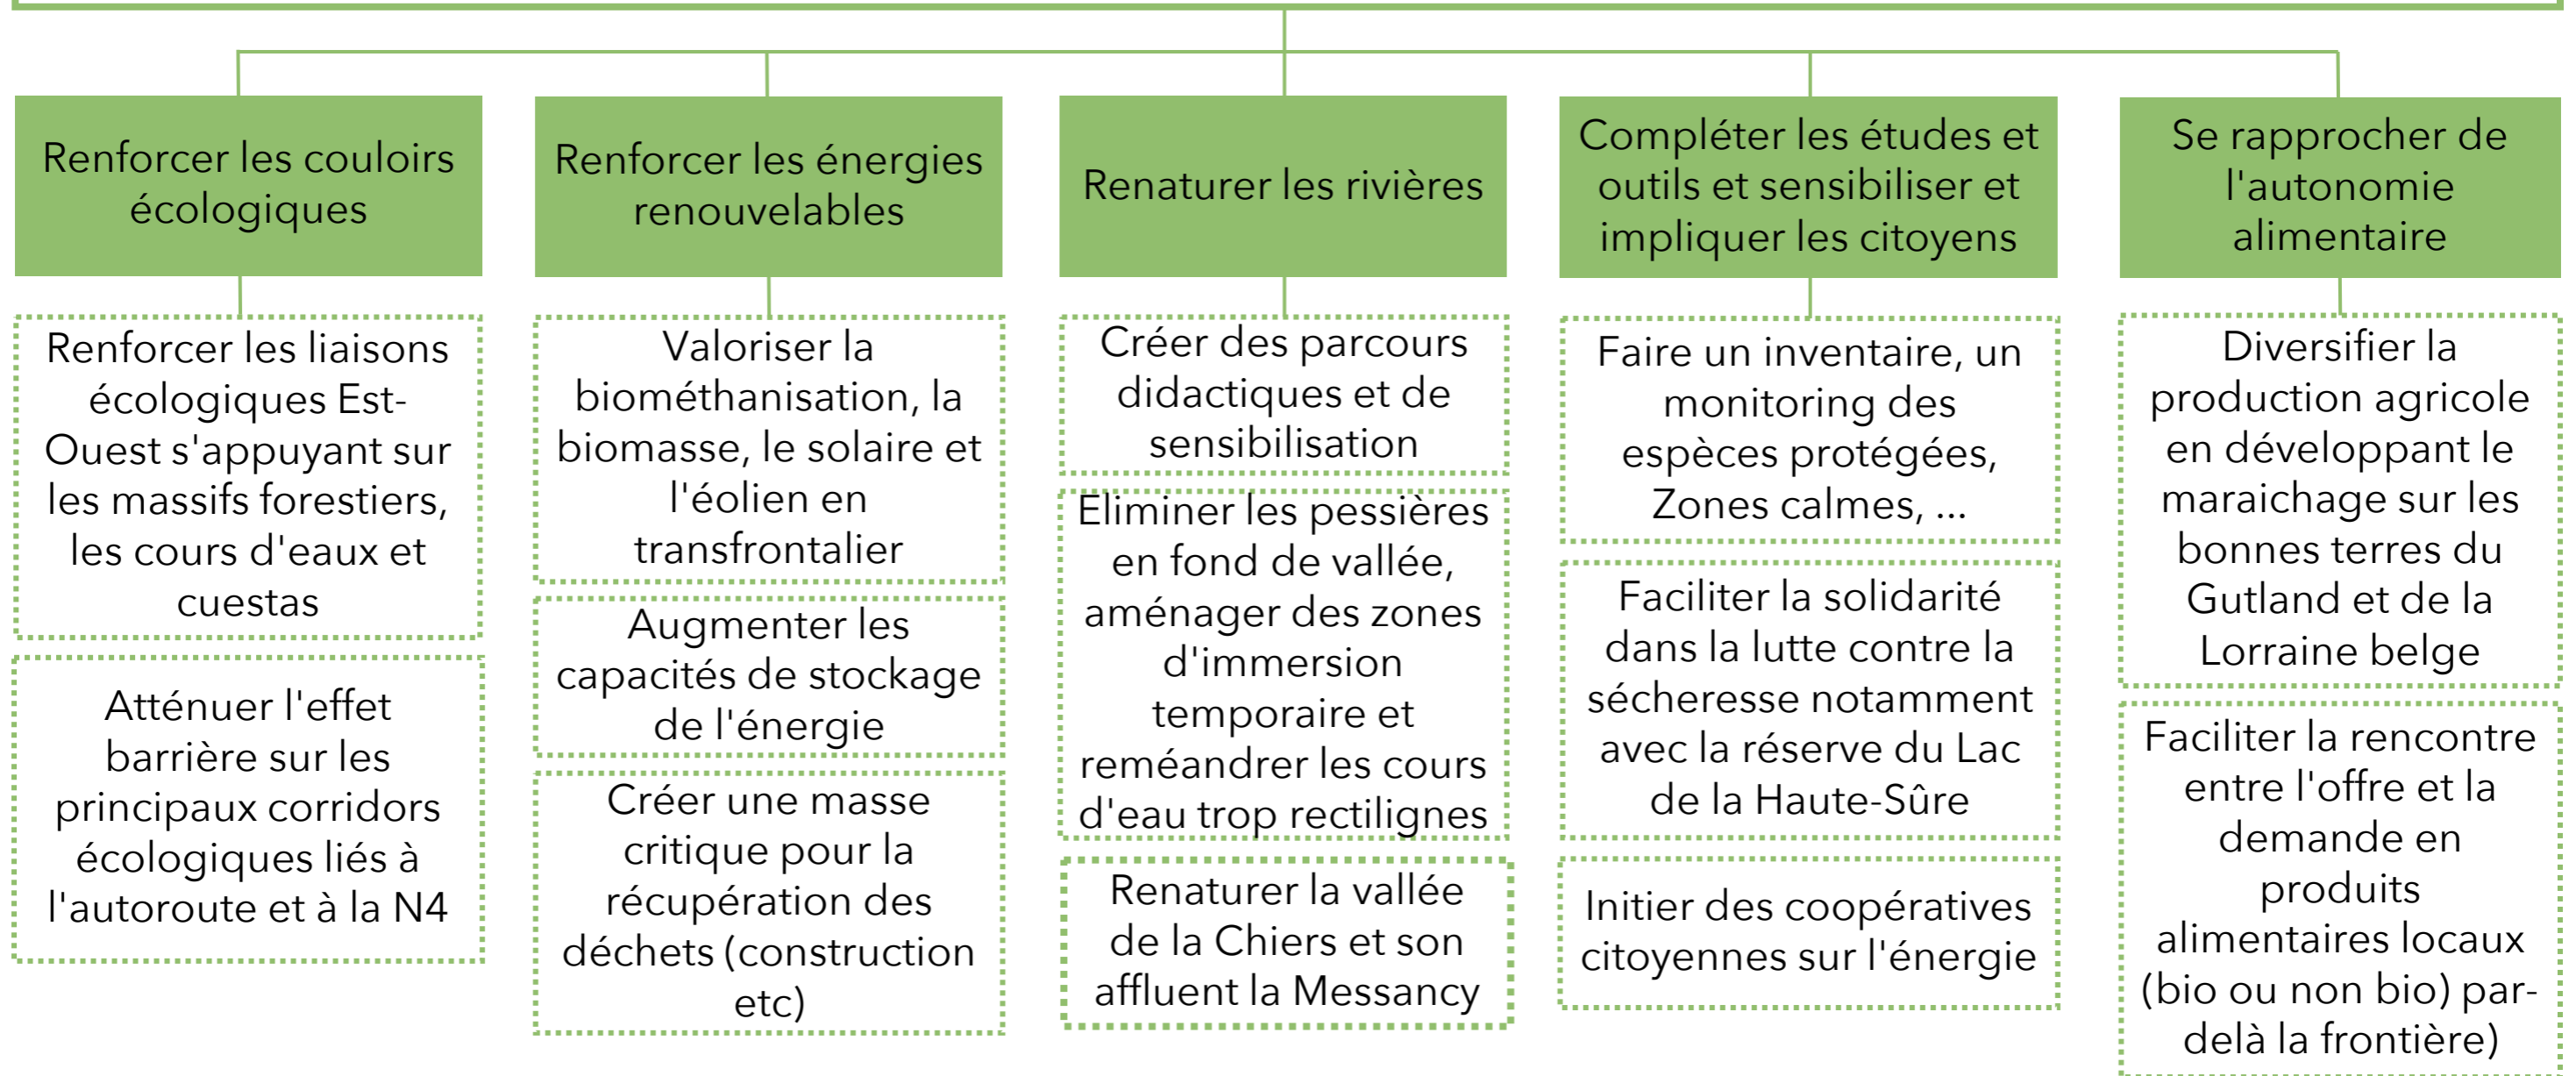 Renforcer les couloirs
écologiques
Renforcer les liaisons
écologiques Est-
Ouest s'appuyant sur
les massifs forestiers,
les cours d'eaux et
cuestas
Atténuer l'effet
barrière sur les
principaux corridors
écologiques liés à
l'autoroute et à la N4
Renforcer les énergies
renouvelables
Valoriser la
biométhanisation, la
biomasse, le solaire et
l'éolien en
transfrontalier
Augmenter les
capacités de stockage
de l'énergie
Créer une masse
critique pour la
récupération des
déchets (construction
etc)
Renaturer les rivières
Créer des parcours
didactiques et de
sensibilisation
Eliminer les pessières
en fond de vallée,
aménager des zones
d'immersion
temporaire et
reméandrer les cours
d'eau trop rectilignes
Renaturer la vallée
de la Chiers et son
affluent la Messancy
Compléter les études et
outils et sensibiliser et
impliquer les citoyens
Faire un inventaire, un
monitoring des
espèces protégées,
Zones calmes, ...
Faciliter la solidarité
dans la lutte contre la
sécheresse notamment
avec la réserve du Lac
de la Haute-Sûre
Initier des coopératives
citoyennes sur l'énergie
Se rapprocher de
l'autonomie
alimentaire
Diversifier la
production agricole
en développant le
maraichage sur les
bonnes terres du
Gutland et de la
Lorraine belge
Faciliter la rencontre
entre l'offre et la
demande en
produits
alimentaires locaux
(bio ou non bio) par-
delà la frontière)